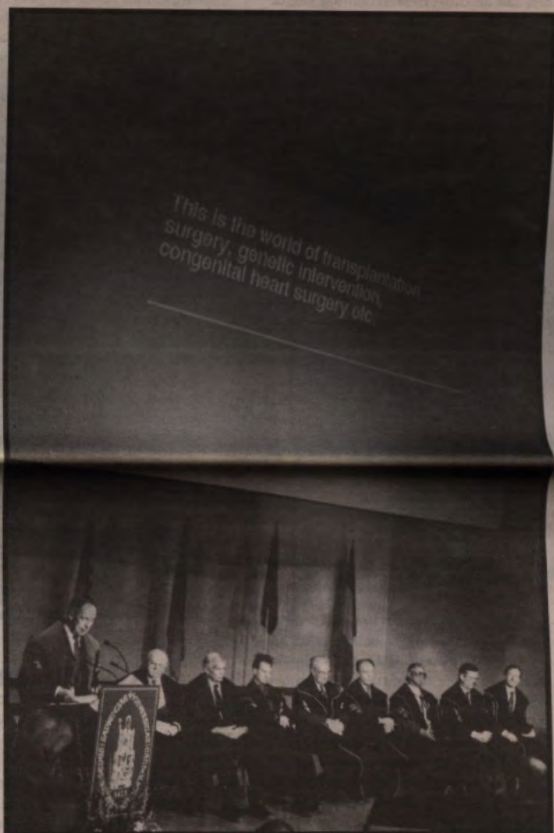 This is the world of transplantation
surgery, genetic intervention,
congenital heart surgery etc